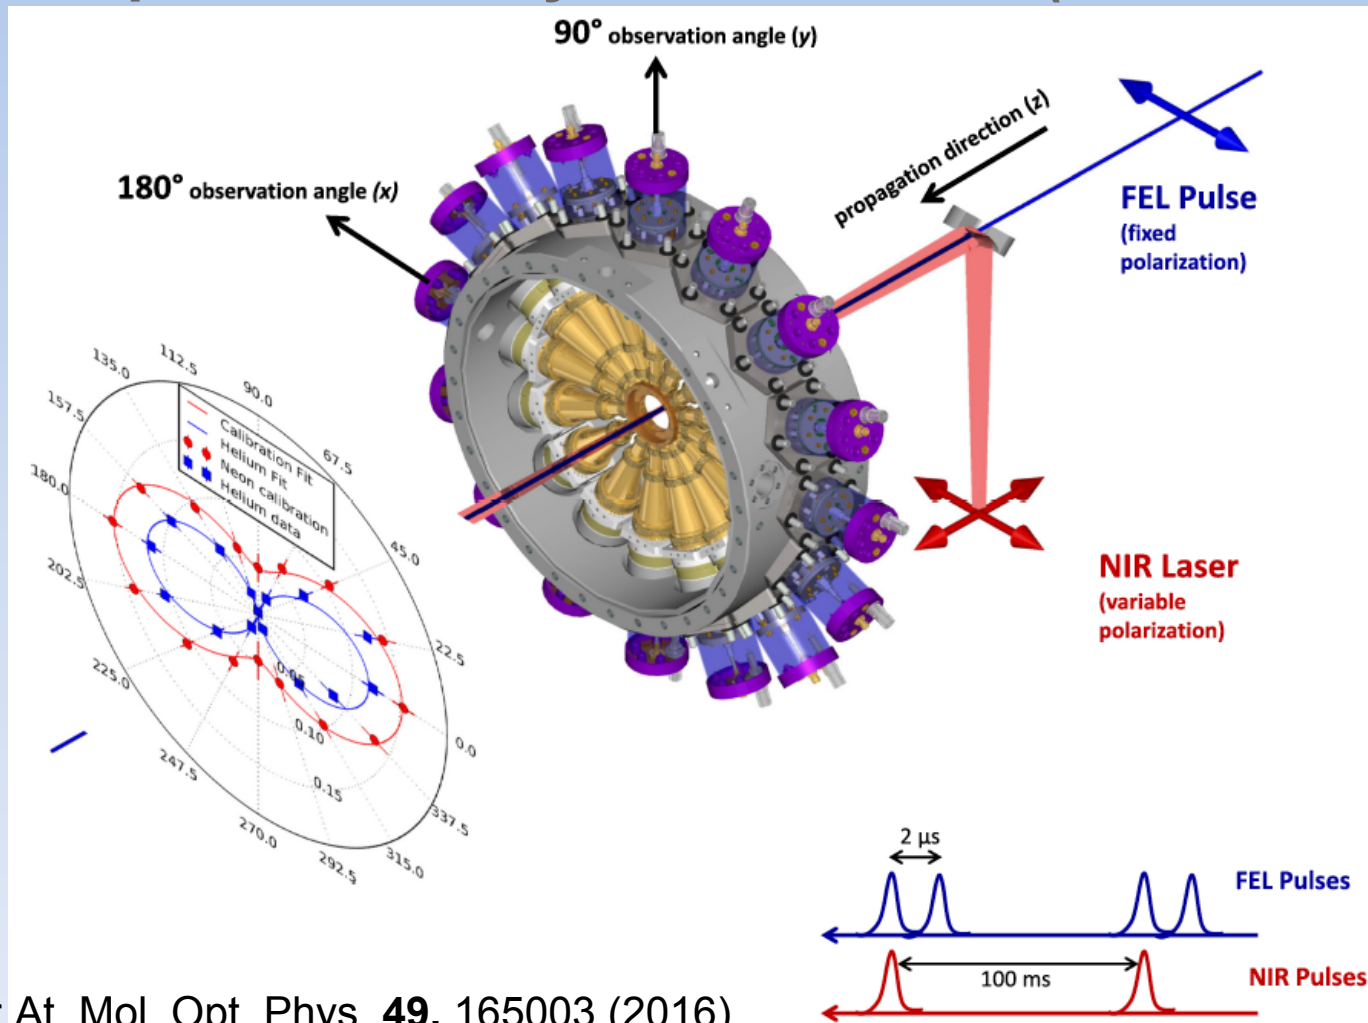 90° observation angle (y)
propagation direction (z)
180° observation angle (x)
FEL Pulse
(fixed
polarization)
NIR Laser
(variable
polarization)
Calibration Fit
Helium Fit
Neon calibration
Helium data
0.0
22.5
45.0
67.5
90.0
112.5
135.0
157.5
180.0
202.5
225.0
247.5
270.0
292.5
315.0
337.5
0.05
0.10
0.15
2 µs
FEL Pulses
100 ms
NIR Pulses
At. Mol. Opt. Phys. 49, 165003 (2016)